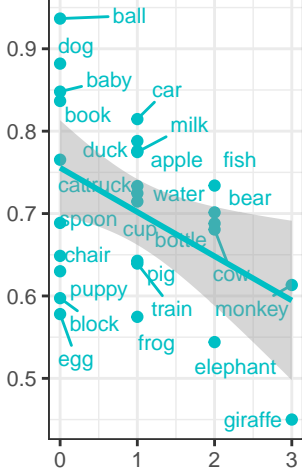 ball
dog
0.9
baby
car
book
milk
0.8
duck
apple
fish
cat
truck
water
bear
0.7
spoon
cup
bottle
chair
cow
pig
0.6
puppy
monkey
train
block
frog
egg
elephant
0.5
giraffe
0 1 2 3